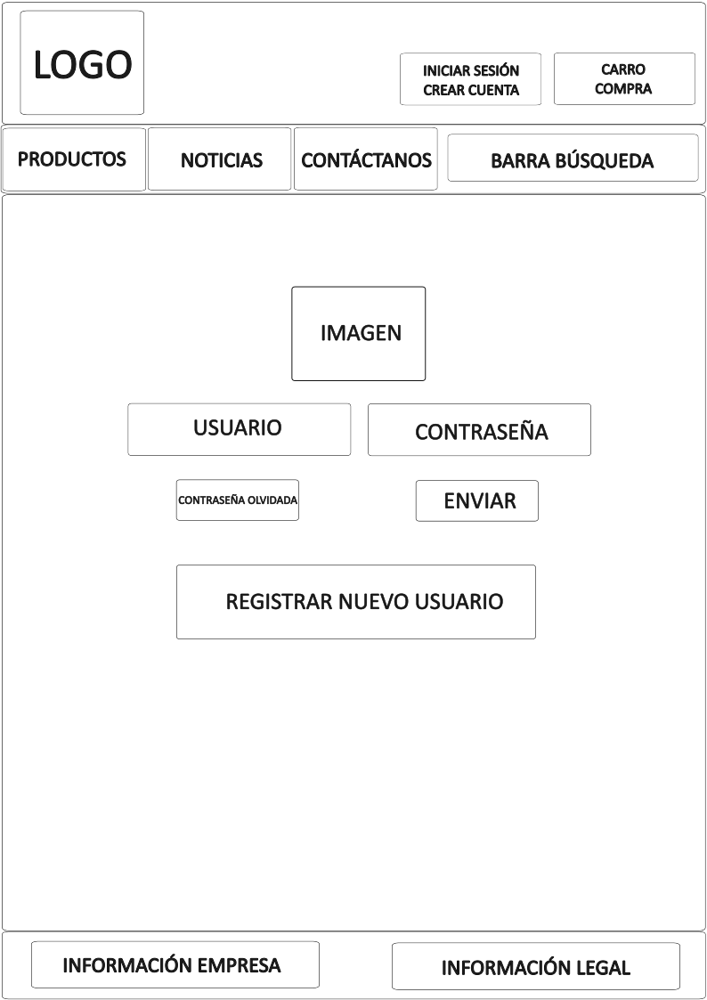 LOGO
INICIAR SESIÓN
CREAR CUENTA
CARRO
COMPRA
PRODUCTOS
NOTICIAS
CONTÁCTANOS
BARRA BÚSQUEDA
IMAGEN
USUARIO
CONTRASEÑA
CONTRASEÑA OLVIDADA
ENVIAR
REGISTRAR NUEVO USUARIO
INFORMACIÓN EMPRESA
INFORMACIÓN LEGAL